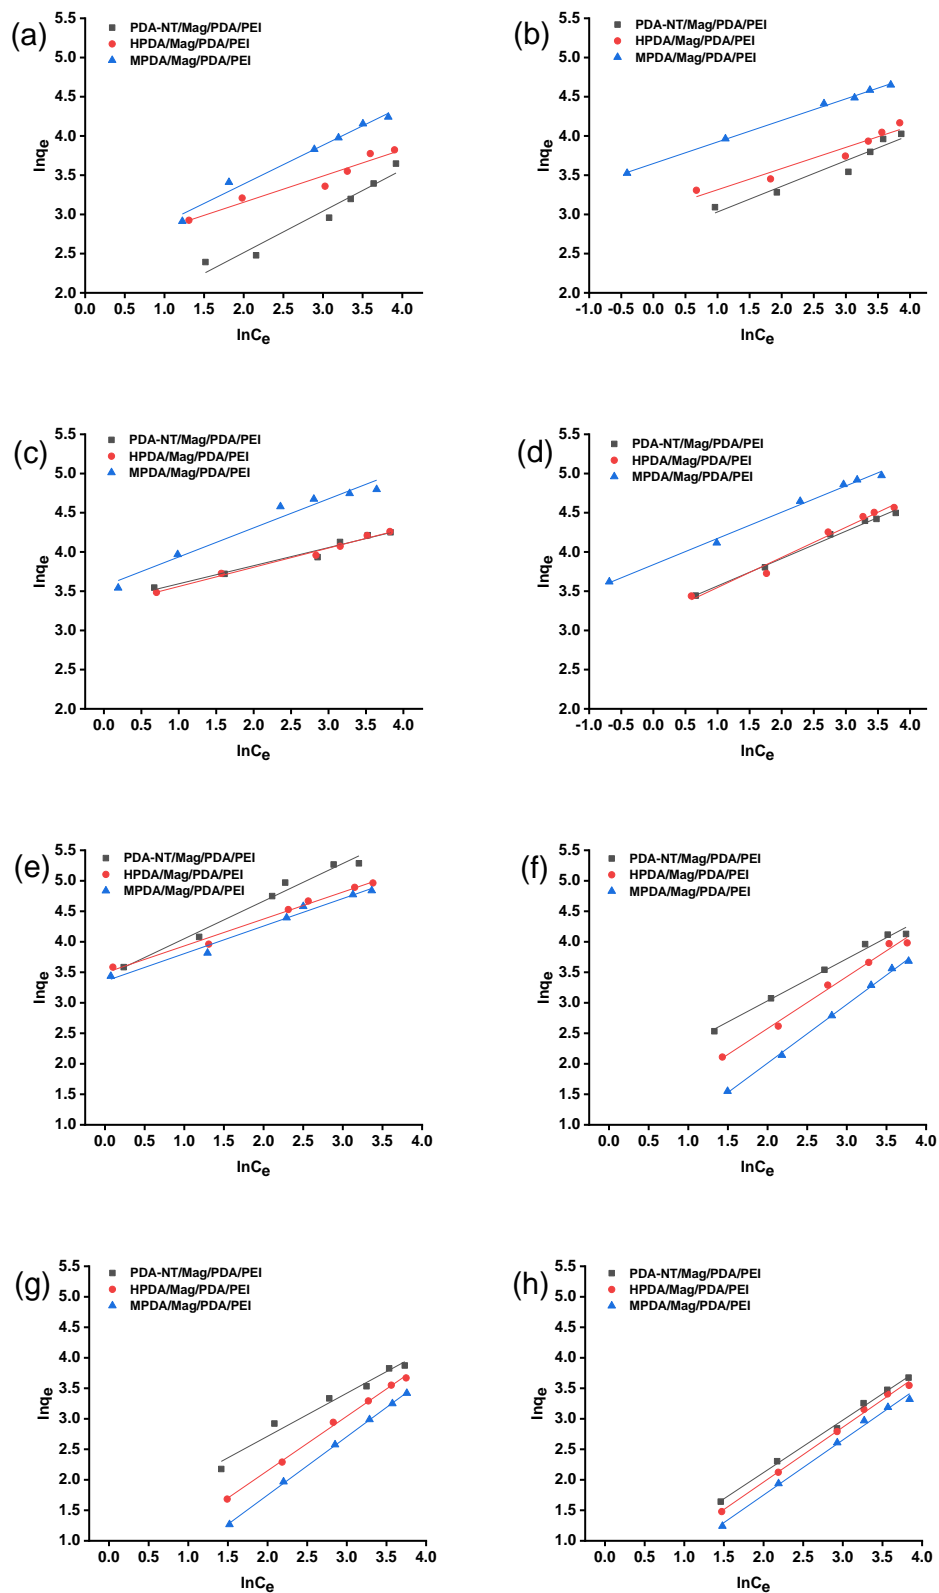 (a)
PDA-NT/Mag/PDA/PEI
HPDA/Mag/PDA/PEI
MPDA/Mag/PDA/PEI
5.5
5.0
4.5
4.0
3.5
3.0
2.5
2.0
lnqe
0.0 0.5 1.0 1.5 2.0 2.5 3.0 3.5 4.0
lnCe
(b)
PDA-NT/Mag/PDA/PEI
HPDA/Mag/PDA/PEI
MPDA/Mag/PDA/PEI
5.5
5.0
4.5
4.0
3.5
3.0
2.5
2.0
lnqe
-1.0 -0.5 0.0 0.5 1.0 1.5 2.0 2.5 3.0 3.5 4.0
lnCe
(c)
PDA-NT/Mag/PDA/PEI
HPDA/Mag/PDA/PEI
MPDA/Mag/PDA/PEI
5.5
5.0
4.5
4.0
3.5
3.0
2.5
2.0
lnqe
0.0 0.5 1.0 1.5 2.0 2.5 3.0 3.5 4.0
lnCe
(d)
PDA-NT/Mag/PDA/PEI
HPDA/Mag/PDA/PEI
MPDA/Mag/PDA/PEI
5.5
5.0
4.5
4.0
3.5
3.0
2.5
2.0
lnqe
-1.0 -0.5 0.0 0.5 1.0 1.5 2.0 2.5 3.0 3.5 4.0
lnCe
(e)
PDA-NT/Mag/PDA/PEI
HPDA/Mag/PDA/PEI
MPDA/Mag/PDA/PEI
5.5
5.0
4.5
4.0
3.5
3.0
2.5
2.0
1.5
1.0
lnqe
0.0 0.5 1.0 1.5 2.0 2.5 3.0 3.5 4.0
lnCe
(f)
PDA-NT/Mag/PDA/PEI
HPDA/Mag/PDA/PEI
MPDA/Mag/PDA/PEI
5.5
5.0
4.5
4.0
3.5
3.0
2.5
2.0
1.5
1.0
lnqe
0.0 0.5 1.0 1.5 2.0 2.5 3.0 3.5 4.0
lnCe
(g)
PDA-NT/Mag/PDA/PEI
HPDA/Mag/PDA/PEI
MPDA/Mag/PDA/PEI
5.5
5.0
4.5
4.0
3.5
3.0
2.5
2.0
1.5
1.0
lnqe
0.0 0.5 1.0 1.5 2.0 2.5 3.0 3.5 4.0
lnCe
(h)
PDA-NT/Mag/PDA/PEI
HPDA/Mag/PDA/PEI
MPDA/Mag/PDA/PEI
5.5
5.0
4.5
4.0
3.5
3.0
2.5
2.0
1.5
1.0
lnqe
0.0 0.5 1.0 1.5 2.0 2.5 3.0 3.5 4.0
lnCe